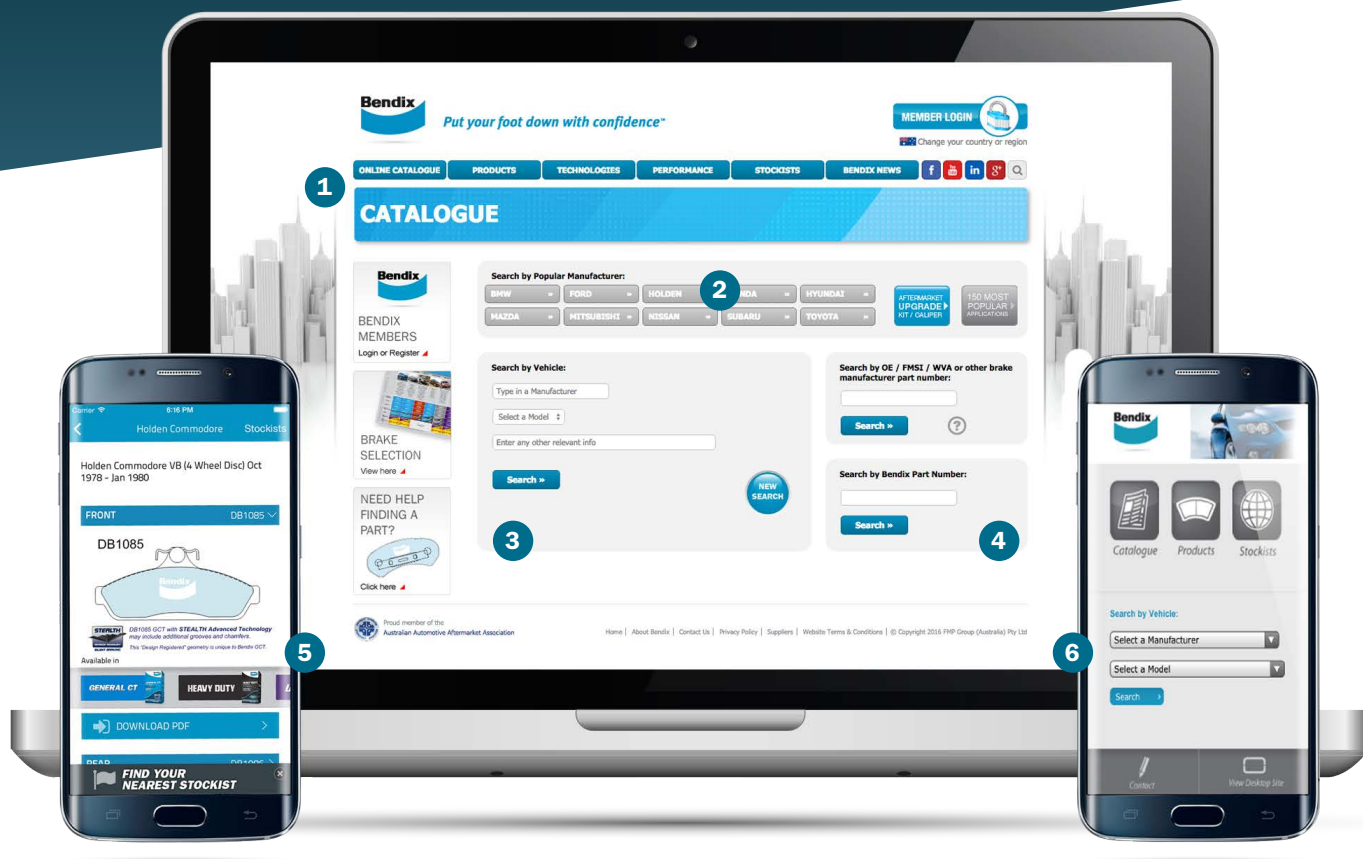 Bendix
Put your foot down with confidence™
MEMBER LOGIN
Change your country or region
ONLINE CATALOGUE
PRODUCTS
TECHNOLOGIES
PERFORMANCE
STOCKISTS
BENDIX NEWS
f
You
in
g+
1
CATALOGUE
Bendix
BENDIX
MEMBERS
Login or Register
BRAKE
SELECTION
View here
NEED HELP
FINDING A
PART?
Click here
Search by Popular Manufacturer:
BMW »
FORD »
HOLDEN
2
NDA »
HYUNDAI »
MAZDA »
MITSUBISHI »
NISSAN »
SUBARU »
TOYOTA »
AFTERMARKET
UPGRADE
KIT / CALIPER
150 MOST
POPULAR
APPLICATIONS
Search by Vehicle:
Type in a Manufacturer
Select a Model
Enter any other relevant info
Search »
NEW
SEARCH
3
Search by OE / FMSI / WVA or other brake
manufacturer part number:
Search »
?
Search by Bendix Part Number:
Search »
4
Proud member of the
Australian Automotive Aftermarket Association
Home | About Bendix | Contact Us | Privacy Policy | Suppliers | Website Terms & Conditions | © Copyright 2016 FMP Group (Australia) Pty Ltd
Carrier
6:16 PM
Holden Commodore
Stockists
Holden Commodore VB (4 Wheel Disc) Oct
1978 - Jan 1980
FRONT
DB1085
DB1085
Bendix
STEALTH
DB1085 GCT with STEALTH Advanced Technology
may include additional grooves and chamfers.
This "Design Registered" geometry is unique to Bendix GCT.
5
Available in
GENERAL CT
HEAVY DUTY
DOWNLOAD PDF
REAR
FIND YOUR
NEAREST STOCKIST
Bendix
Catalogue
Products
Stockists
Search by Vehicle:
Select a Manufacturer
6
Select a Model
Search
Contact
View Desktop Site